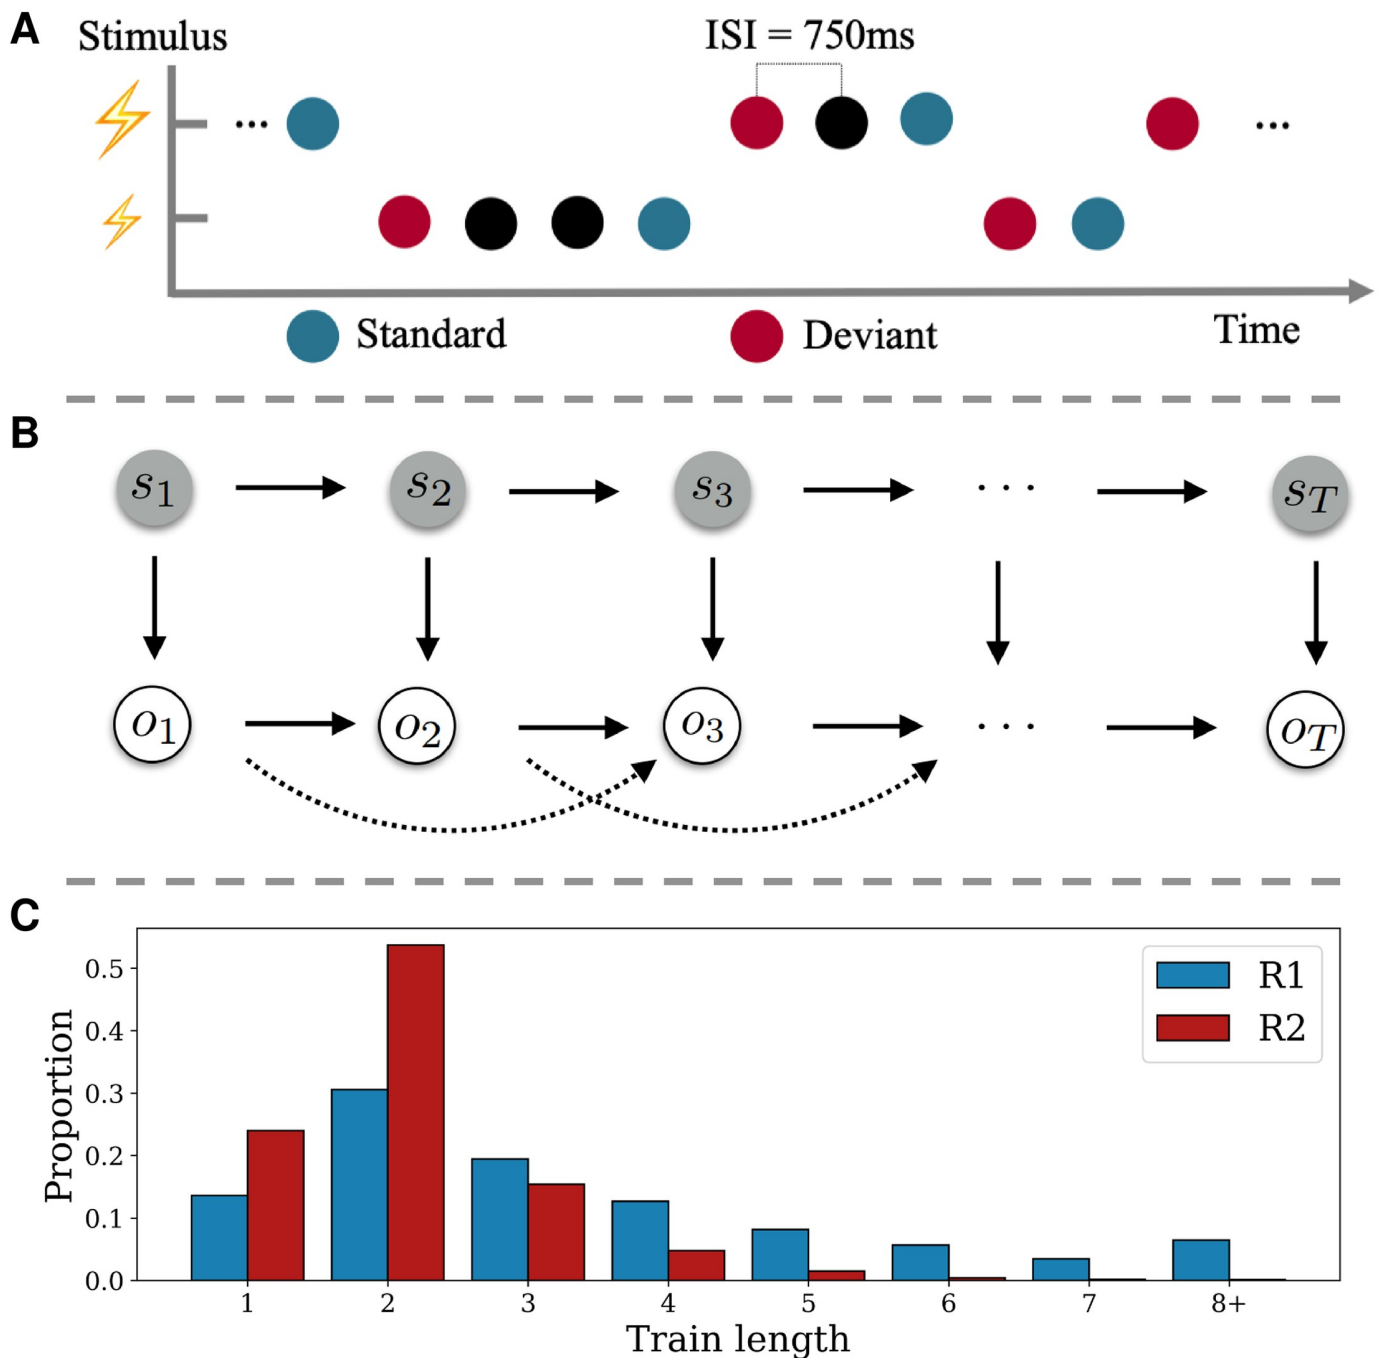 A
Stimulus
ISI = 750ms
...
...
Standard
Deviant
Time
B
s1
s2
s3
...
sT
o1
o2
o3
...
oT
C
0.5
0.4
0.3
0.2
0.1
0.0
Proportion
R1
R2
1 2 3 4 5 6 7 8+
Train length